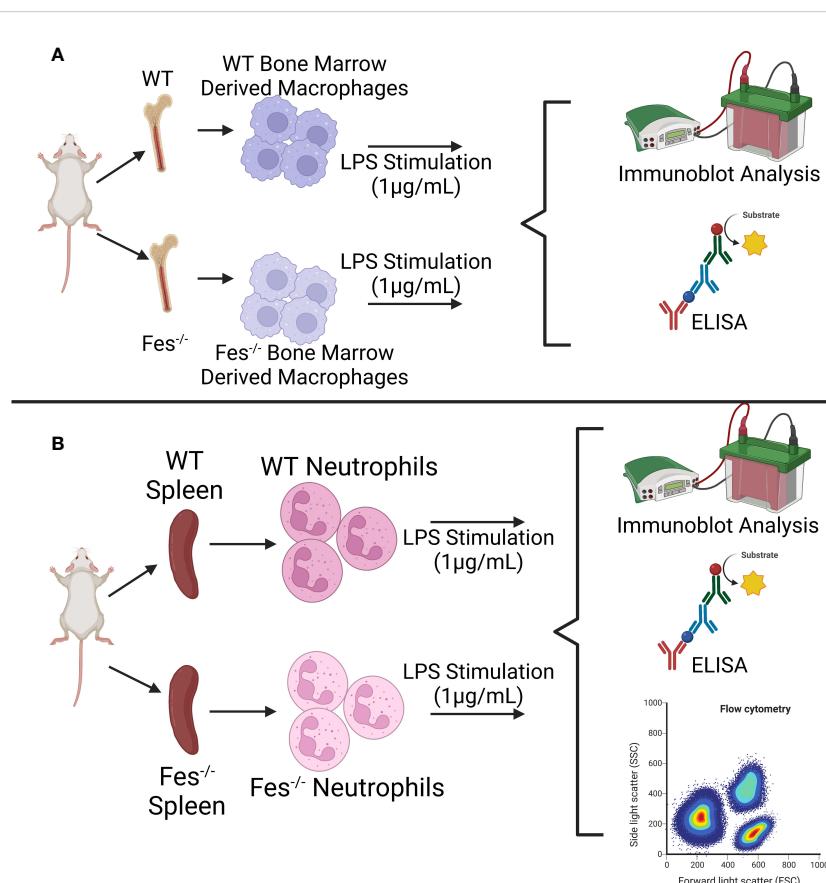 A
WT
WT Bone Marrow
Derived Macrophages
LPS Stimulation
(1µg/mL)
Immunoblot Analysis
Substrate
ELISA
LPS Stimulation
(1µg/mL)
Fes-/-
Fes-/- Bone Marrow
Derived Macrophages
B
WT
Spleen
WT Neutrophils
LPS Stimulation
(1µg/mL)
Immunoblot Analysis
Substrate
ELISA
LPS Stimulation
(1µg/mL)
Fes-/-
Spleen
Fes-/- Neutrophils
Flow cytometry
Side light scatter (SSC)
1000
800
600
400
200
0
0 200 400 600 800 1000
Forward light scatter (FSC)